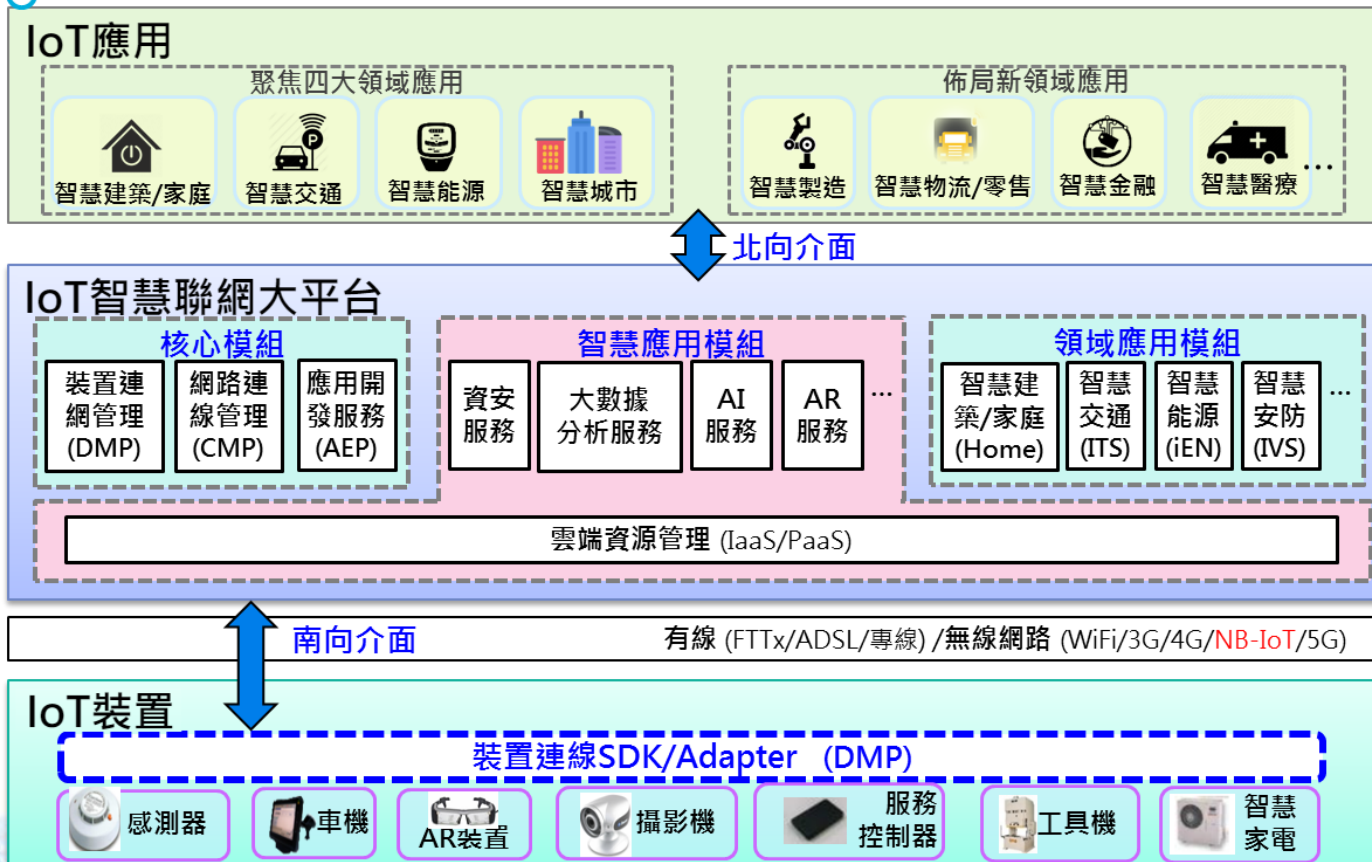 IoT應用
聚焦四大領域應用
佈局新領域應用
智慧建築/家庭
智慧交通
智慧能源
智慧城市
智慧製造
智慧物流/零售
智慧金融
智慧醫療
...
北向介面
IoT智慧聯網大平台
核心模組
裝置連
網管理
(DMP)
網路連
線管理
(CMP)
應用開
發服務
(AEP)
智慧應用模組
資安
服務
大數據
分析服務
AI
服務
AR
服務
...
領域應用模組
智慧建
築/家庭
(Home)
智慧
交通
(ITS)
智慧
能源
(iEN)
智慧
安防
(IVS)
...
雲端資源管理 (IaaS/PaaS)
南向介面
有線 (FTTx/ADSL/專線) /無線網路 (WiFi/3G/4G/NB-IoT/5G)
IoT裝置
裝置連線SDK/Adapter (DMP)
感測器
車機
AR裝置
攝影機
服務
控制器
工具機
智慧
家電